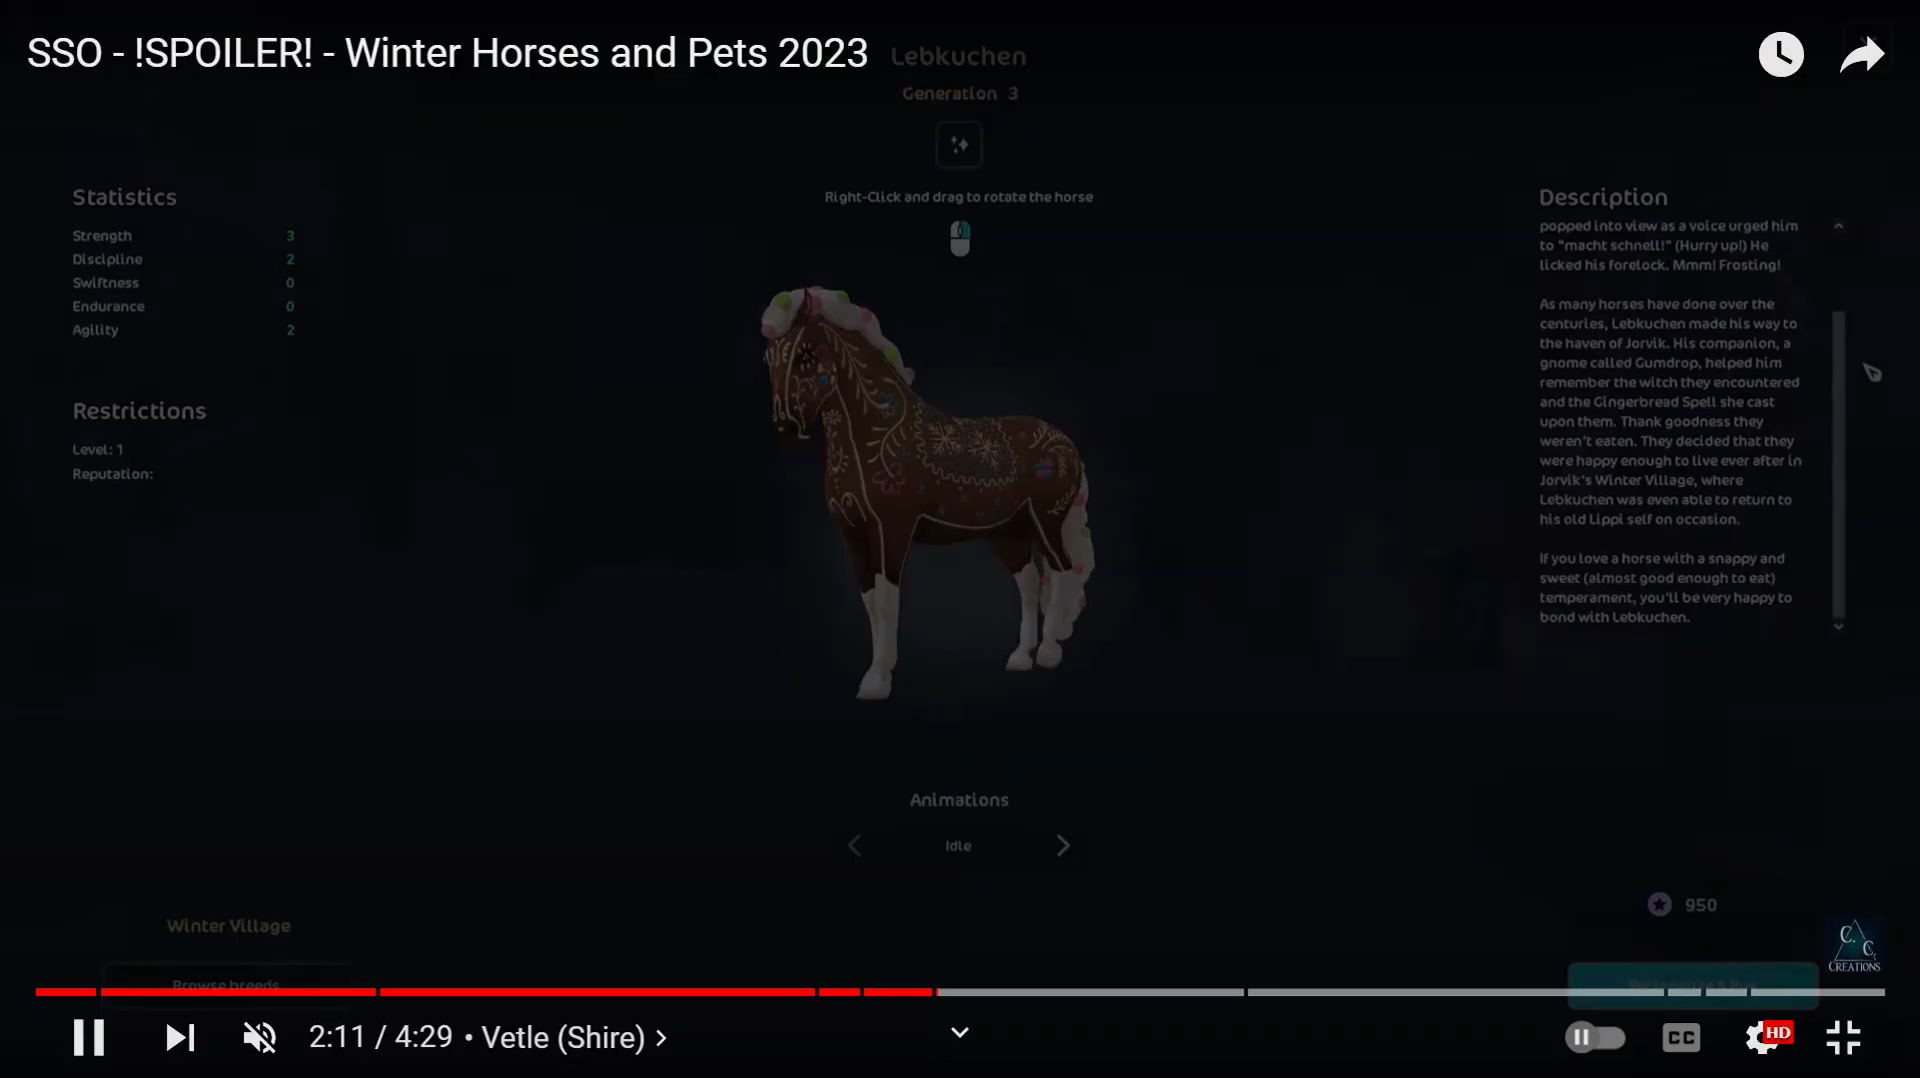 SSO - !SPOILER! - Winter Horses and Pets 2023
Lebkuchen
Generation 3
Right-Click and drag to rotate the horse
Statistics
Strength 3
Discipline 2
Swiftness 0
Endurance 0
Agility 2
Restrictions
Level: 1
Reputation:
Description
popped into view as a voice urged him
to "macht schnell!" (Hurry up!) He
licked his forelock. Mmm! Frosting!
As many horses have done over the
centuries, Lebkuchen made his way to
the haven of Jorvik. His companion, a
gnome called Gumdrop, helped him
remember the witch they encountered
and the Gingerbread Spell she cast
upon them. Thank goodness they
weren't eaten. They decided that they
were happy enough to live ever after in
Jorvik's Winter Village, where
Lebkuchen was even able to return to
his old Lippi self on occasion.
If you love a horse with a snappy and
sweet (almost good enough to eat)
temperament, you'll be very happy to
bond with Lebkuchen.
Animations
Idle
Winter Village
Browse breeds
950
C. C.
CREATIONS
2:11 / 4:29 • Vetle (Shire)
CC
HD